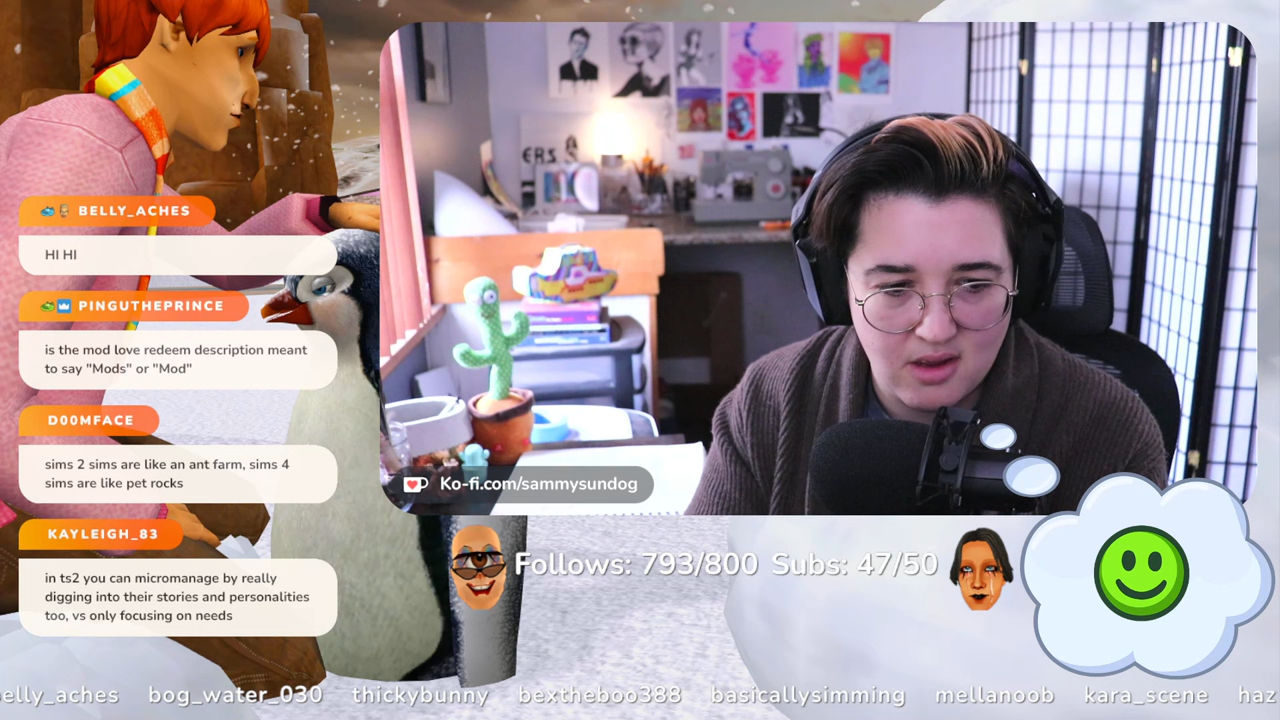 BELLY_ACHES
HI HI
PINGUTHEPRINCE
is the mod love redeem description meant
to say "Mods" or "Mod"
D00MFACE
sims 2 sims are like an ant farm, sims 4
sims are like pet rocks
KAYLEIGH_83
in ts2 you can micromanage by really
digging into their stories and personalities
too, vs only focusing on needs
ERS
Ko-fi.com/sammysundog
Follows: 793/800 Subs: 47/50
elly_aches bog_water_030 thickybunny bextheboo388 basicallysimming mellanoob kara_scene haz